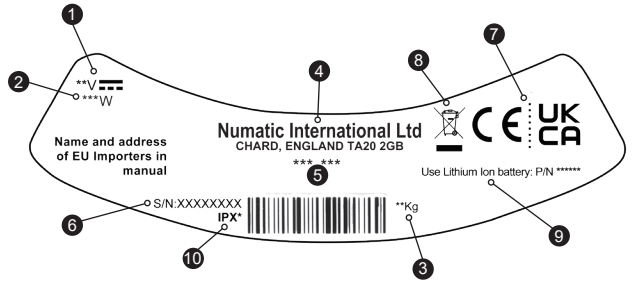 1
7
2
**V
***W
4
8
Numatic International Ltd
CHARD, ENGLAND TA20 2GB
*** ***
5
CE
UK
CA
Name and address
of EU Importers in
manual
Use Lithium Ion battery: P/N ******
6
S/N:XXXXXXXX
IPX*
10
**Kg
3
9